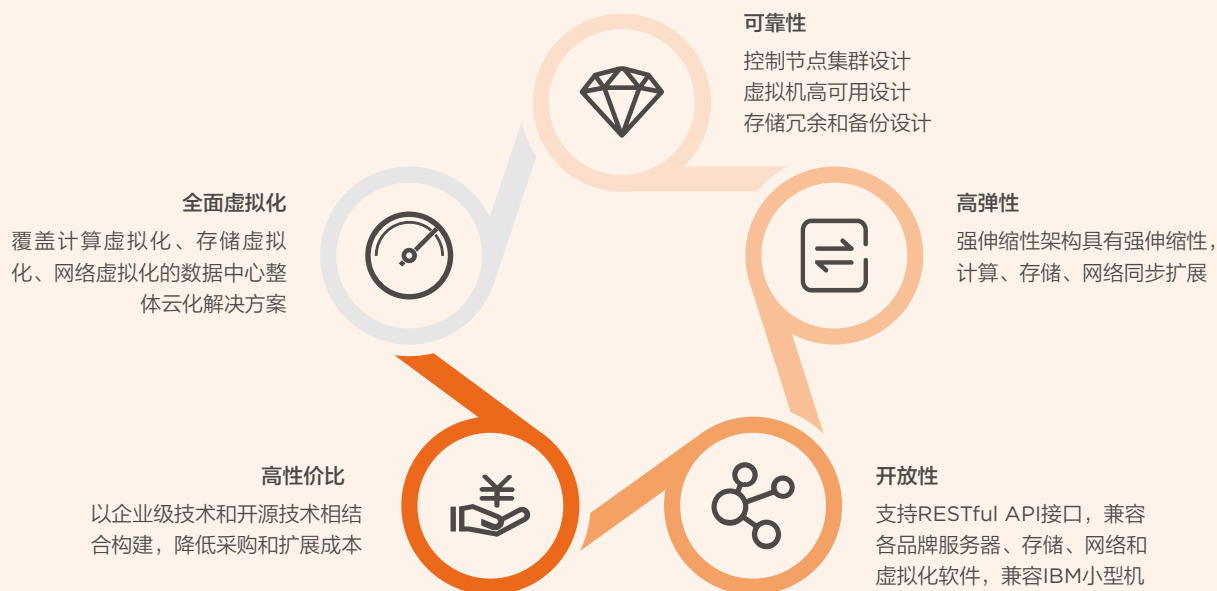 可靠性
控制节点集群设计
虚拟机高可用设计
存储冗余和备份设计
全面虚拟化
覆盖计算虚拟化、存储虚拟
化、网络虚拟化的数据中心整
体云化解决方案
高弹性
强伸缩性架构具有强伸缩性，
计算、存储、网络同步扩展
高性价比
以企业级技术和开源技术相结
合构建，降低采购和扩展成本
开放性
支持RESTful API接口，兼容
各品牌服务器、存储、网络和
虚拟化软件，兼容IBM小型机